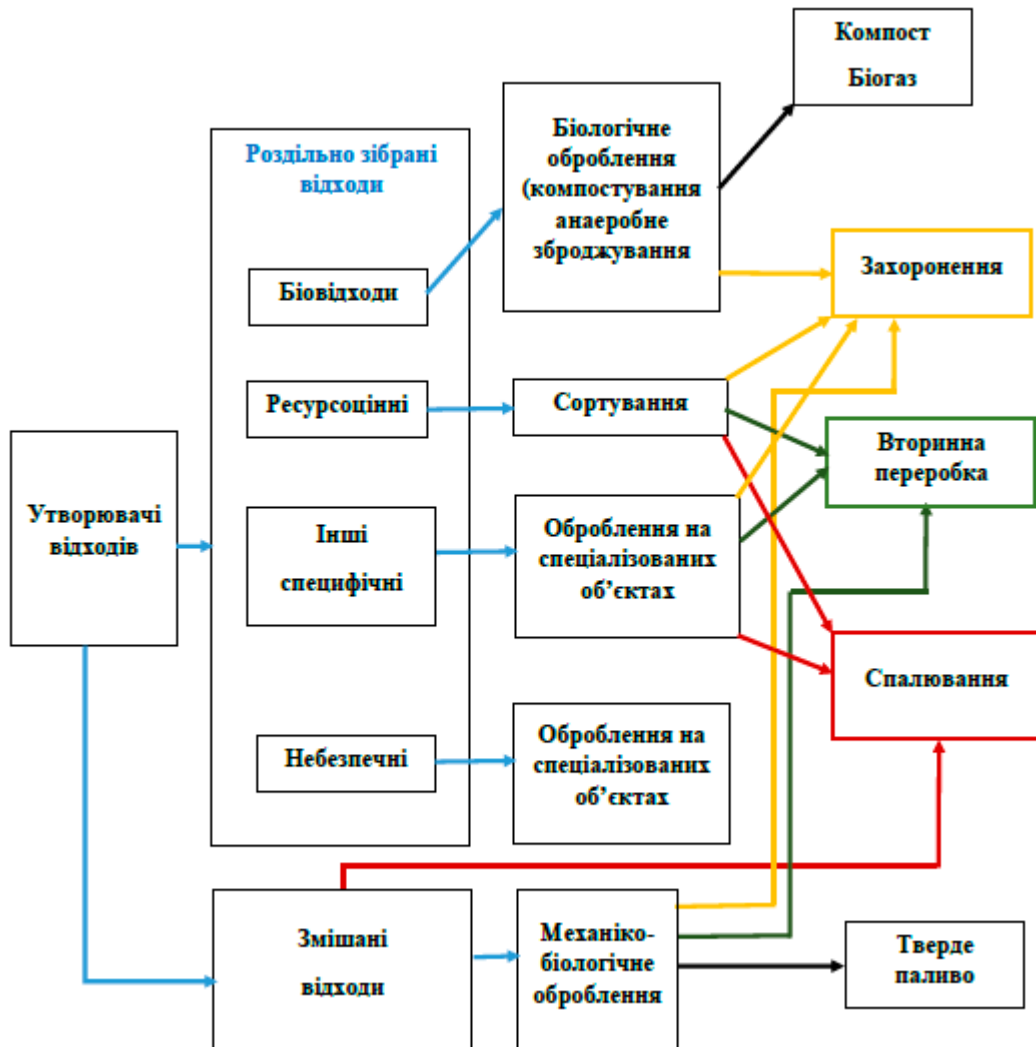 Компост
Біогаз
Біологічне
оброблення
(компостування
анаеробне
зброджування
Роздільно зібрані
відходи
Захоронення
Біовідходи
Ресурсоцінні
Сортування
Вторинна
переробка
Утворювачі
відходів
Інші
специфічні
Оброблення на
спеціалізованих
об’єктах
Спалювання
Небезпечні
Оброблення на
спеціалізованих
об’єктах
Змішані
відходи
Механіко-
біологічне
оброблення
Тверде
паливо